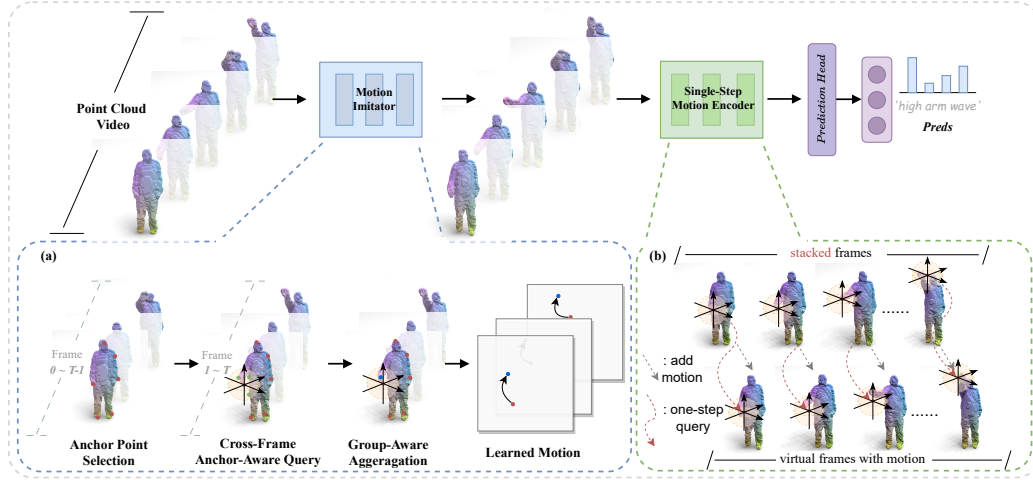 Point Cloud
Video
Motion
Imitator
Single-Step
Motion Encoder
Prediction Head
'high arm wave'
Preds
(a)
Frame
0 ~ T-1
Frame
1 ~ T
Anchor Point
Selection
Cross-Frame
Anchor-Aware Query
Group-Aware
Aggeragation
Learned Motion
(b)
stacked frames
......
: add
motion
: one-step
query
......
virtual frames with motion